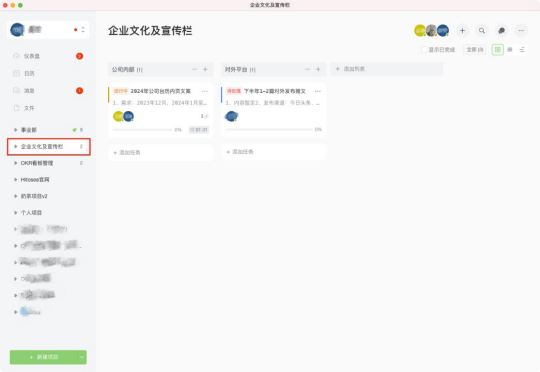 企业文化及宣传栏
企业文化及宣传栏
显示已完成
全部 (0)
仪表盘
2
日历
消息
1
文件
事业部
9
企业文化及宣传栏
2
OKR看板管理
2
Hitosea官网
奶茶项目v2
个人项目
+ 新建项目
公司内部 (1)
进行中 2024年公司台历内页文案
1、需求：2023年12月，2024年1月至…
0%
07-31
+ 添加任务
对外平台 (1)
待处理 下半年1-2篇对外发布推文
1、内容暂定2、发布渠道：今日头条、…
0%
+ 添加任务
+ 添加列表